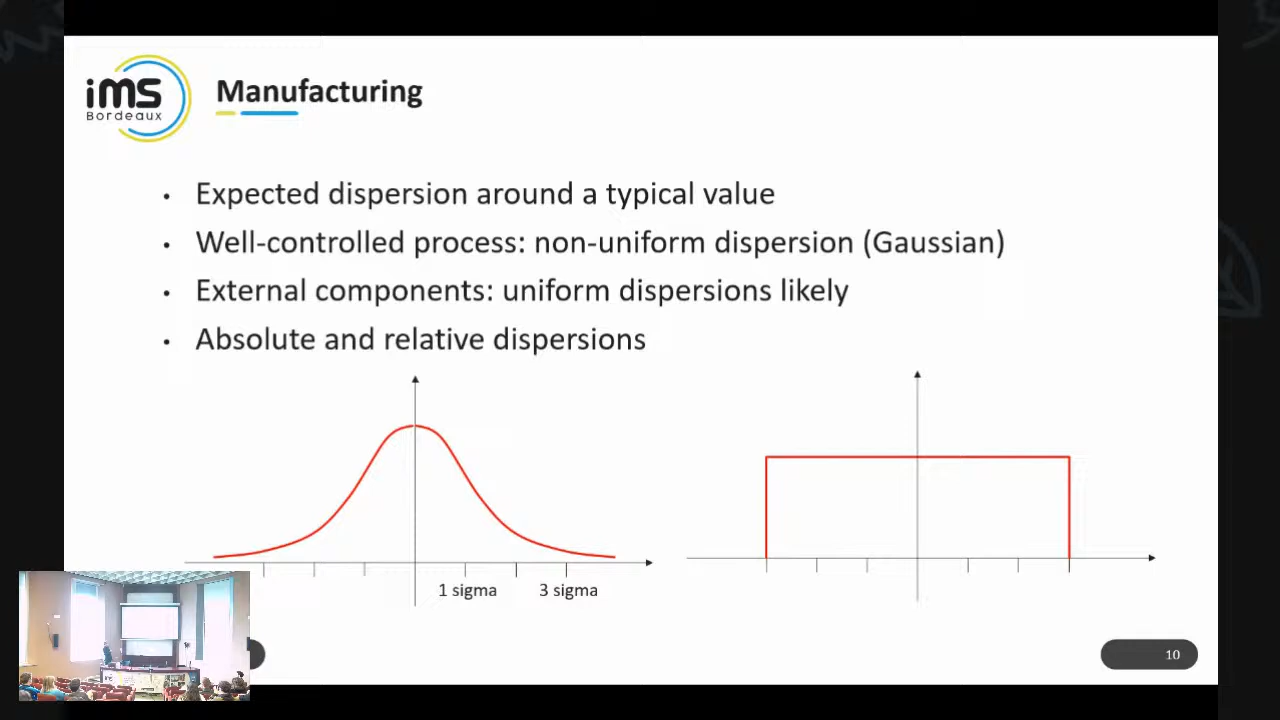 ims
Bordeaux
Manufacturing
• Expected dispersion around a typical value
• Well-controlled process: non-uniform dispersion (Gaussian)
• External components: uniform dispersions likely
• Absolute and relative dispersions
1 sigma
3 sigma
10